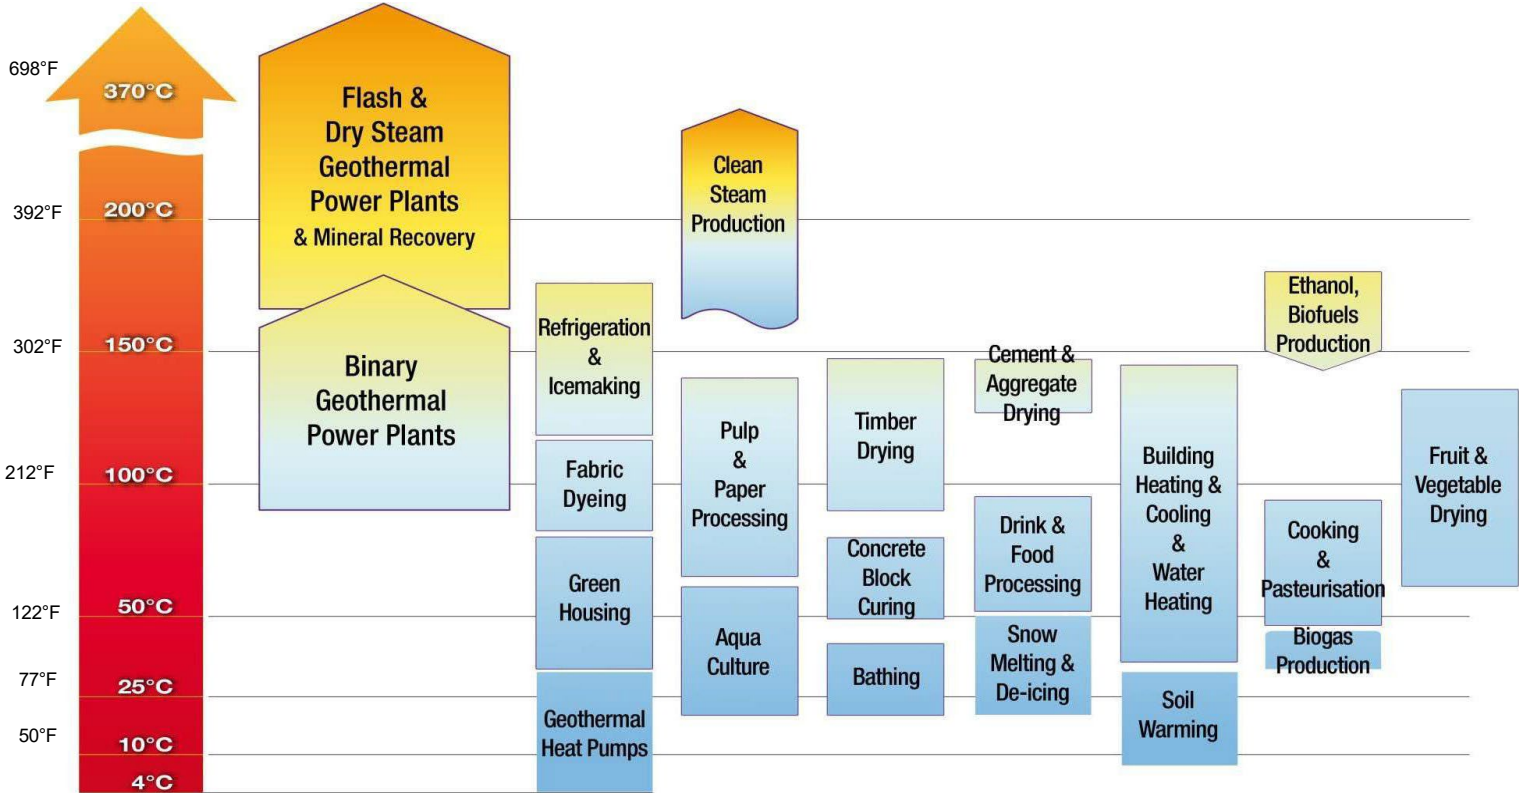 698°F
370°C
392°F
200°C
302°F
150°C
212°F
100°C
122°F
50°C
77°F
25°C
50°F
10°C
4°C
Flash &
Dry Steam
Geothermal
Power Plants
& Mineral Recovery
Binary
Geothermal
Power Plants
Refrigeration
&
Icemaking
Fabric
Dyeing
Green
Housing
Geothermal
Heat Pumps
Clean
Steam
Production
Pulp
&
Paper
Processing
Aqua
Culture
Timber
Drying
Concrete
Block
Curing
Bathing
Cement &
Aggregate
Drying
Drink &
Food
Processing
Snow
Melting &
De-icing
Building
Heating &
Cooling
&
Water
Heating
Soil
Warming
Ethanol,
Biofuels
Production
Cooking
&
Pasteurisation
Biogas
Production
Fruit &
Vegetable
Drying